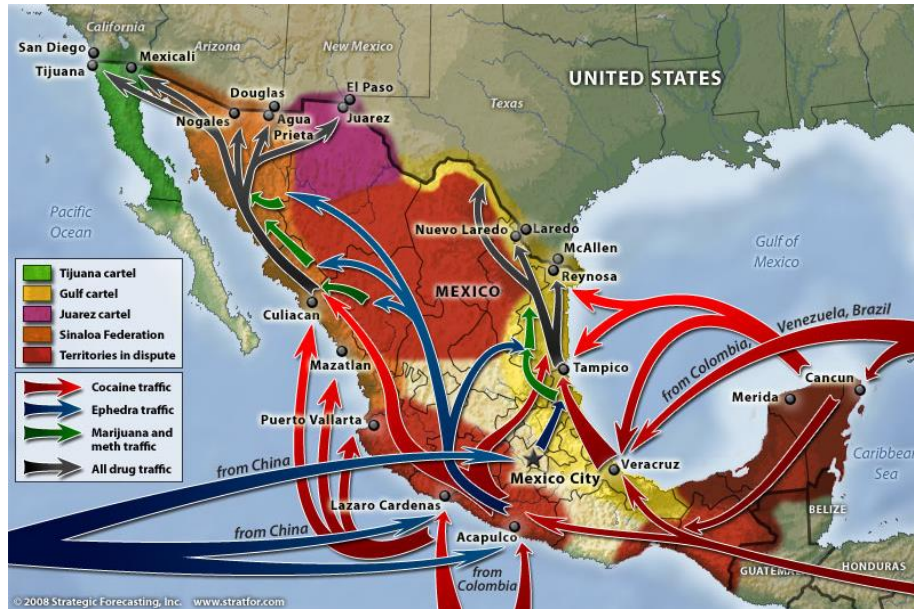 California
San Diego
Tijuana
Mexicali
Arizona
New Mexico
UNITED STATES
Douglas
El Paso
Nogales
Agua
Prieta
Juarez
Texas
Pacific
Ocean
Nuevo Laredo
Laredo
McAllen
Reynosa
Gulf of
Mexico
Tijuana cartel
Gulf cartel
Juarez cartel
Sinaloa Federation
Territories in dispute
MEXICO
Culiacan
from Colombia, Venezuela, Brazil
Cocaine traffic
Ephedra traffic
Marijuana and
meth traffic
All drug traffic
Mazatlan
Tampico
Cancun
Merida
Puerto Vallarta
from China
Mexico City
Veracruz
Caribbean
Sea
Lazaro Cardenas
from China
Acapulco
from
Colombia
BELIZE
GUATEMALA
HONDURAS
© 2008 Strategic Forecasting, Inc. www.stratfor.com